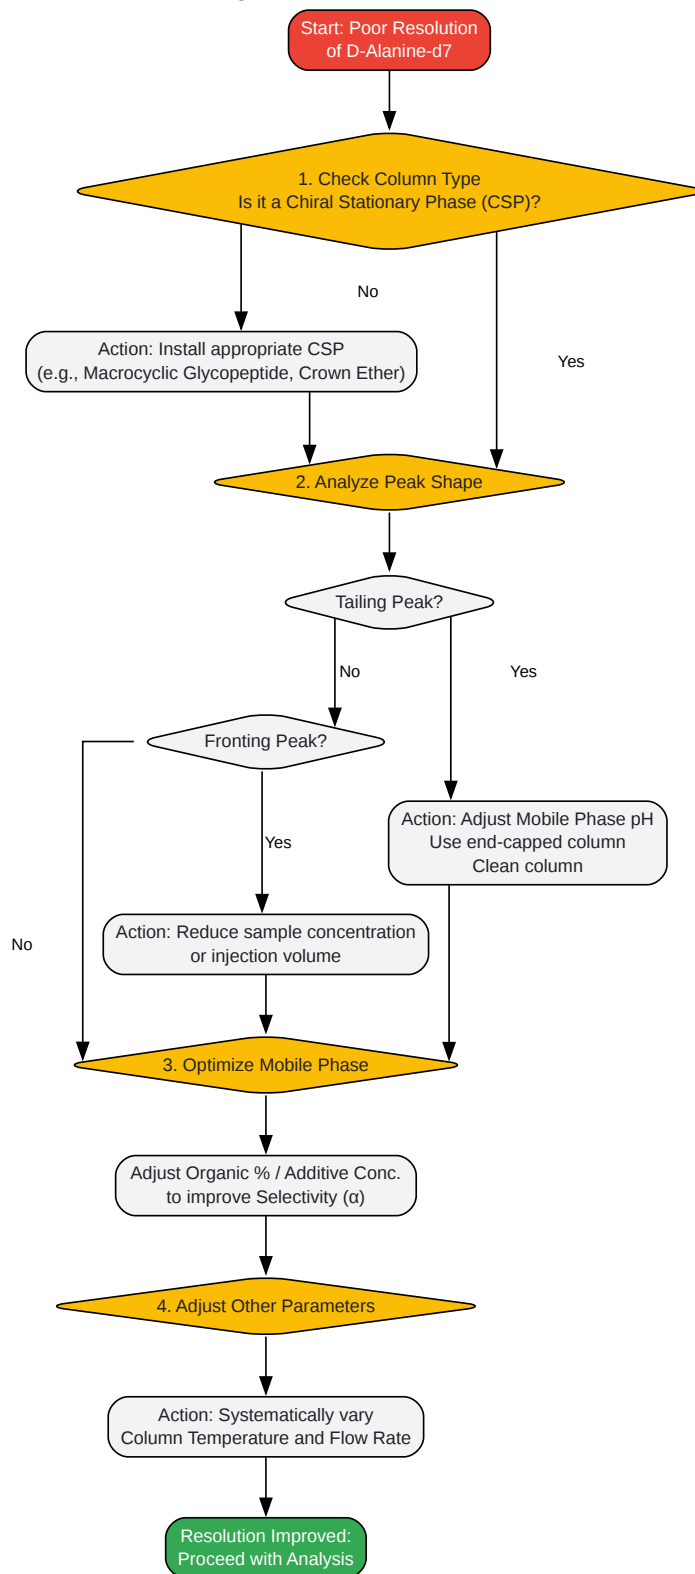 Start: Poor Resolution
of D-Alanine-d7
1. Check Column Type
Is it a Chiral Stationary Phase (CSP)?
No
Action: Install appropriate CSP
(e.g., Macrocyclic Glycopeptide, Crown Ether)
Yes
2. Analyze Peak Shape
Tailing Peak?
No
Yes
Fronting Peak?
Action: Adjust Mobile Phase pH
Use end-capped column
Clean column
Yes
Action: Reduce sample concentration
or injection volume
No
3. Optimize Mobile Phase
Adjust Organic % / Additive Conc.
to improve Selectivity (α)
4. Adjust Other Parameters
Action: Systematically vary
Column Temperature and Flow Rate
Resolution Improved:
Proceed with Analysis